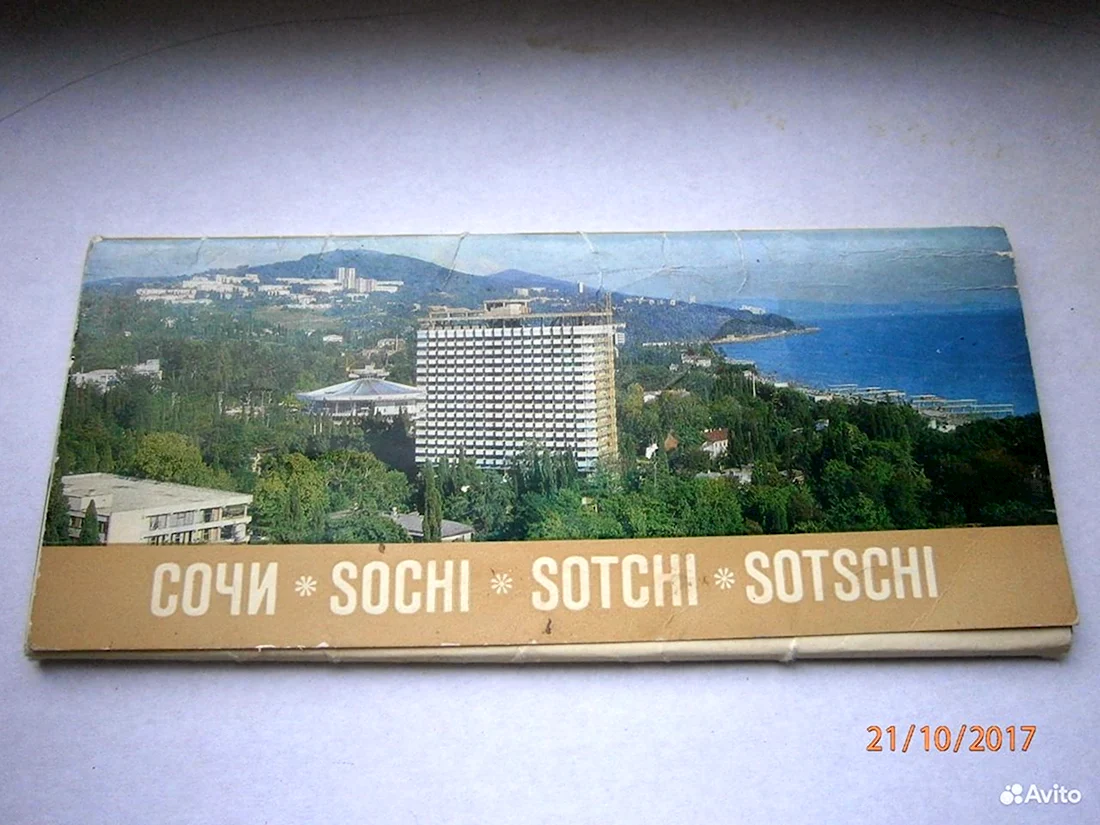 СОЧИ * SOCHI * SOTCHI * SOTSCHI
21/10/2017
Avito